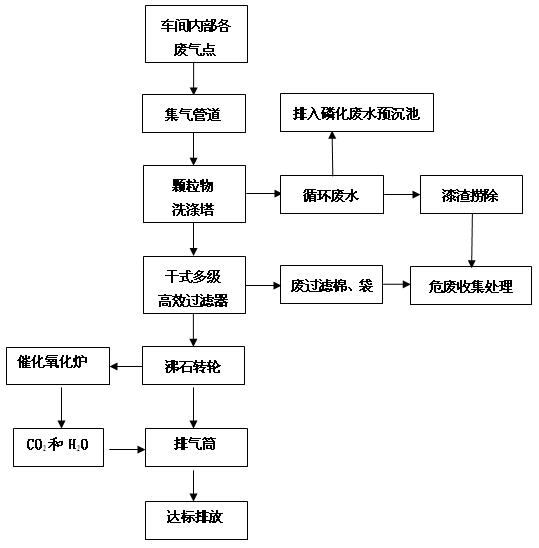 车间内部各
废气点
集气管道
排入磷化废水预沉池
颗粒物
洗涤塔
循环废水
漆渣捞除
干式多级
高效过滤器
废过滤棉、袋
危废收集处理
催化氧化炉
沸石转轮
CO₂和H₂O
排气筒
达标排放